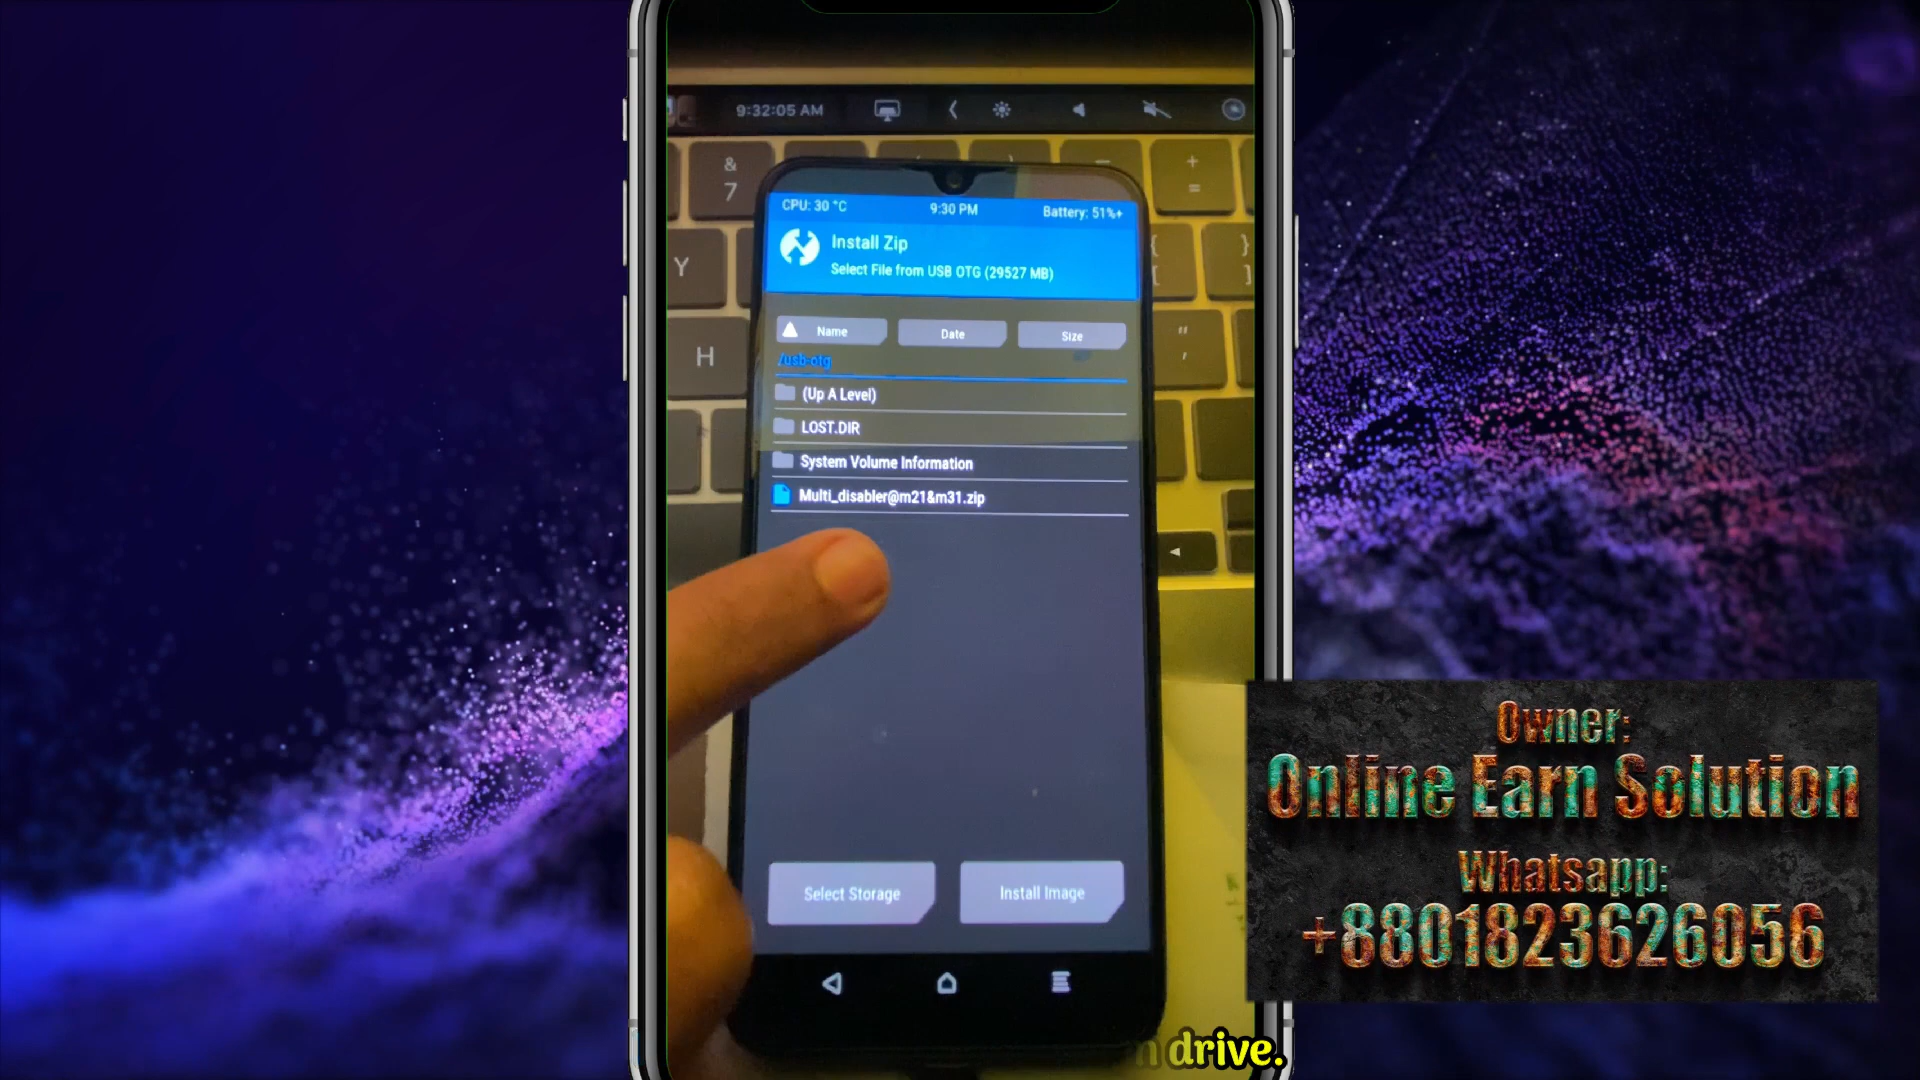 9:32:05 AM
&
7
+
=
Y
{
[
}
]
H
"
'
CPU: 30 °C 9:30 PM Battery: 51%+
Install Zip
Select File from USB OTG (29527 MB)
Name Date Size
/usb-otg
(Up A Level)
LOST.DIR
System Volume Information
Multi_disabler@m21&m31.zip
Select Storage Install Image
Owner:
Online Earn Solution
Whatsapp:
+8801823626056
drive.